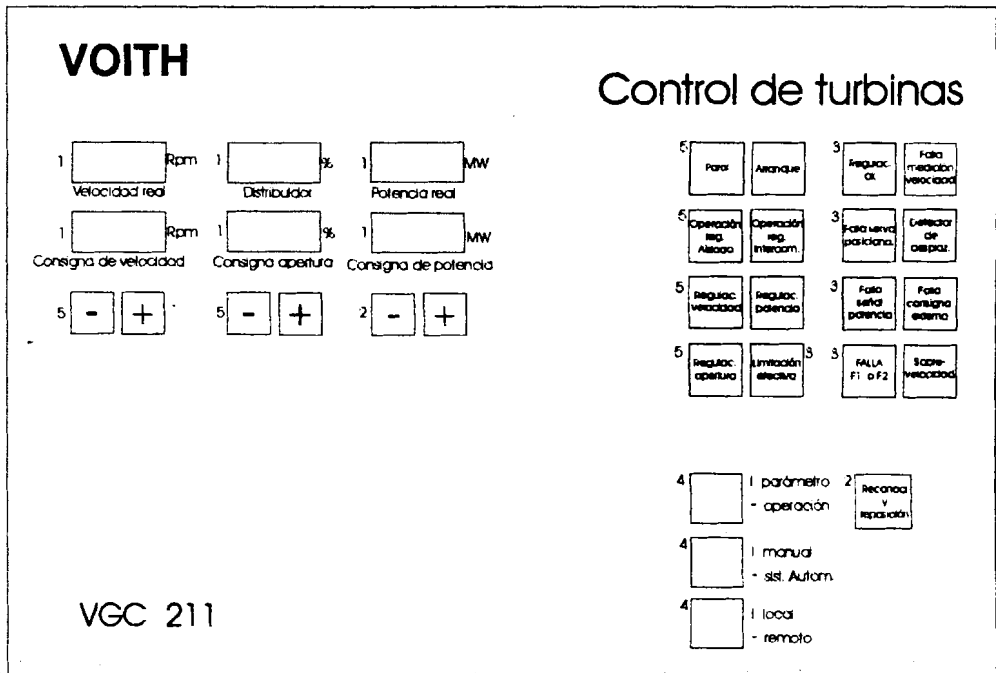 VOITH
Control de turbinas
1 Rpm 1 % 1 MW
Velocidad real Distribuidor Potencia real
1 Rpm 1 % 1 MW
Consigna de velocidad Consigna apertura Consigna de potencia
5 - + 5 - + 2 - +
5 Parar Arranque
3 Regulac. Falla medición velocidad
5 Operación reg. Aislado Operación reg. Intercom.
3 Falla servo posiciona. Detector de desplaz.
5 Regulac. velocidad Regulac. potencia
3 Falla señal potencia Falla consigna externa
5 Regulac. apertura Limitación efectiva 3
3 FALLA F1 o F2 Sobre-velocidad
4 I parámetro
- operación
2 Reconoci y reposición
4 I manual
- sist. Autom.
4 I local
- remoto
VGC 211